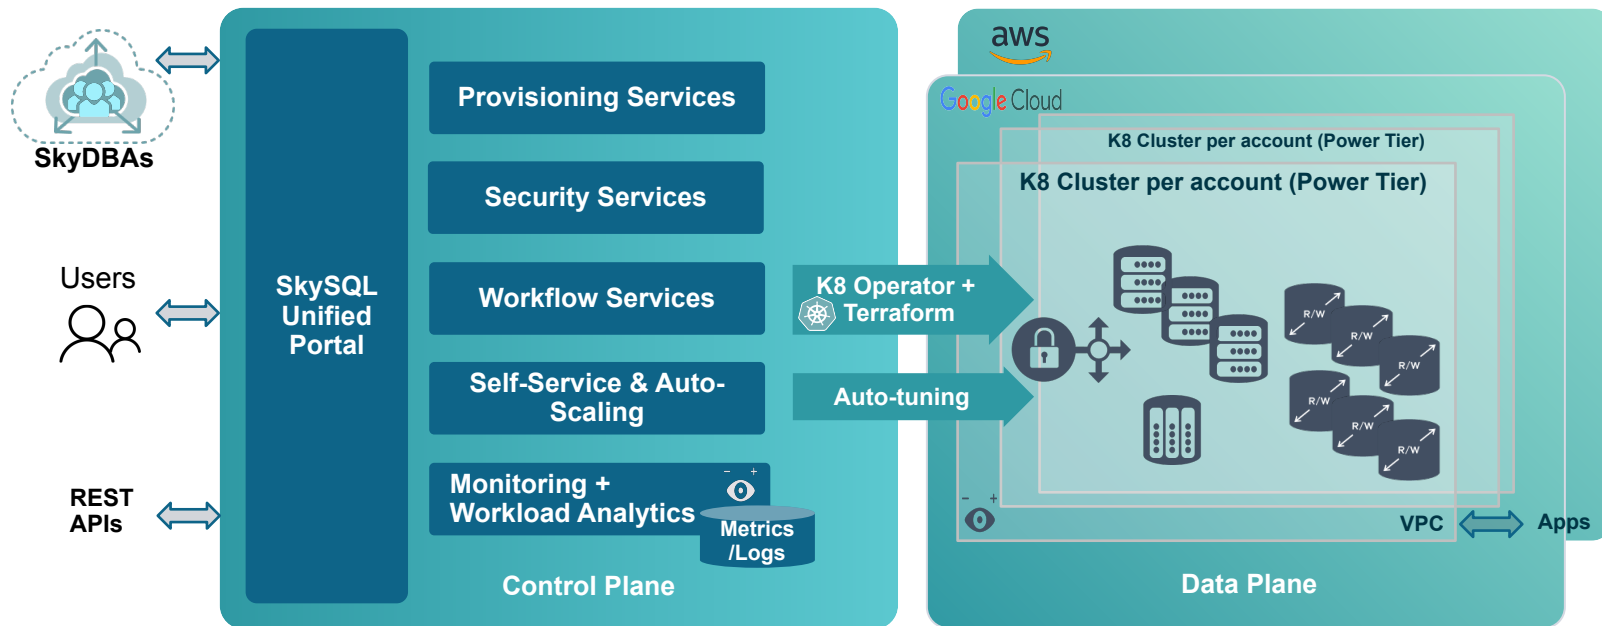 SkyDBAs
Users
REST
APIs
SkySQL
Unified
Portal
Provisioning Services
Security Services
Workflow Services
Self-Service & Auto-
Scaling
Monitoring +
Workload Analytics
- +
Metrics
/Logs
Control Plane
K8 Operator +
Terraform
Auto-tuning
aws
Google Cloud
K8 Cluster per account (Power Tier)
K8 Cluster per account (Power Tier)
R/W
R/W
R/W
R/W
R/W
R/W
- +
VPC
Apps
Data Plane